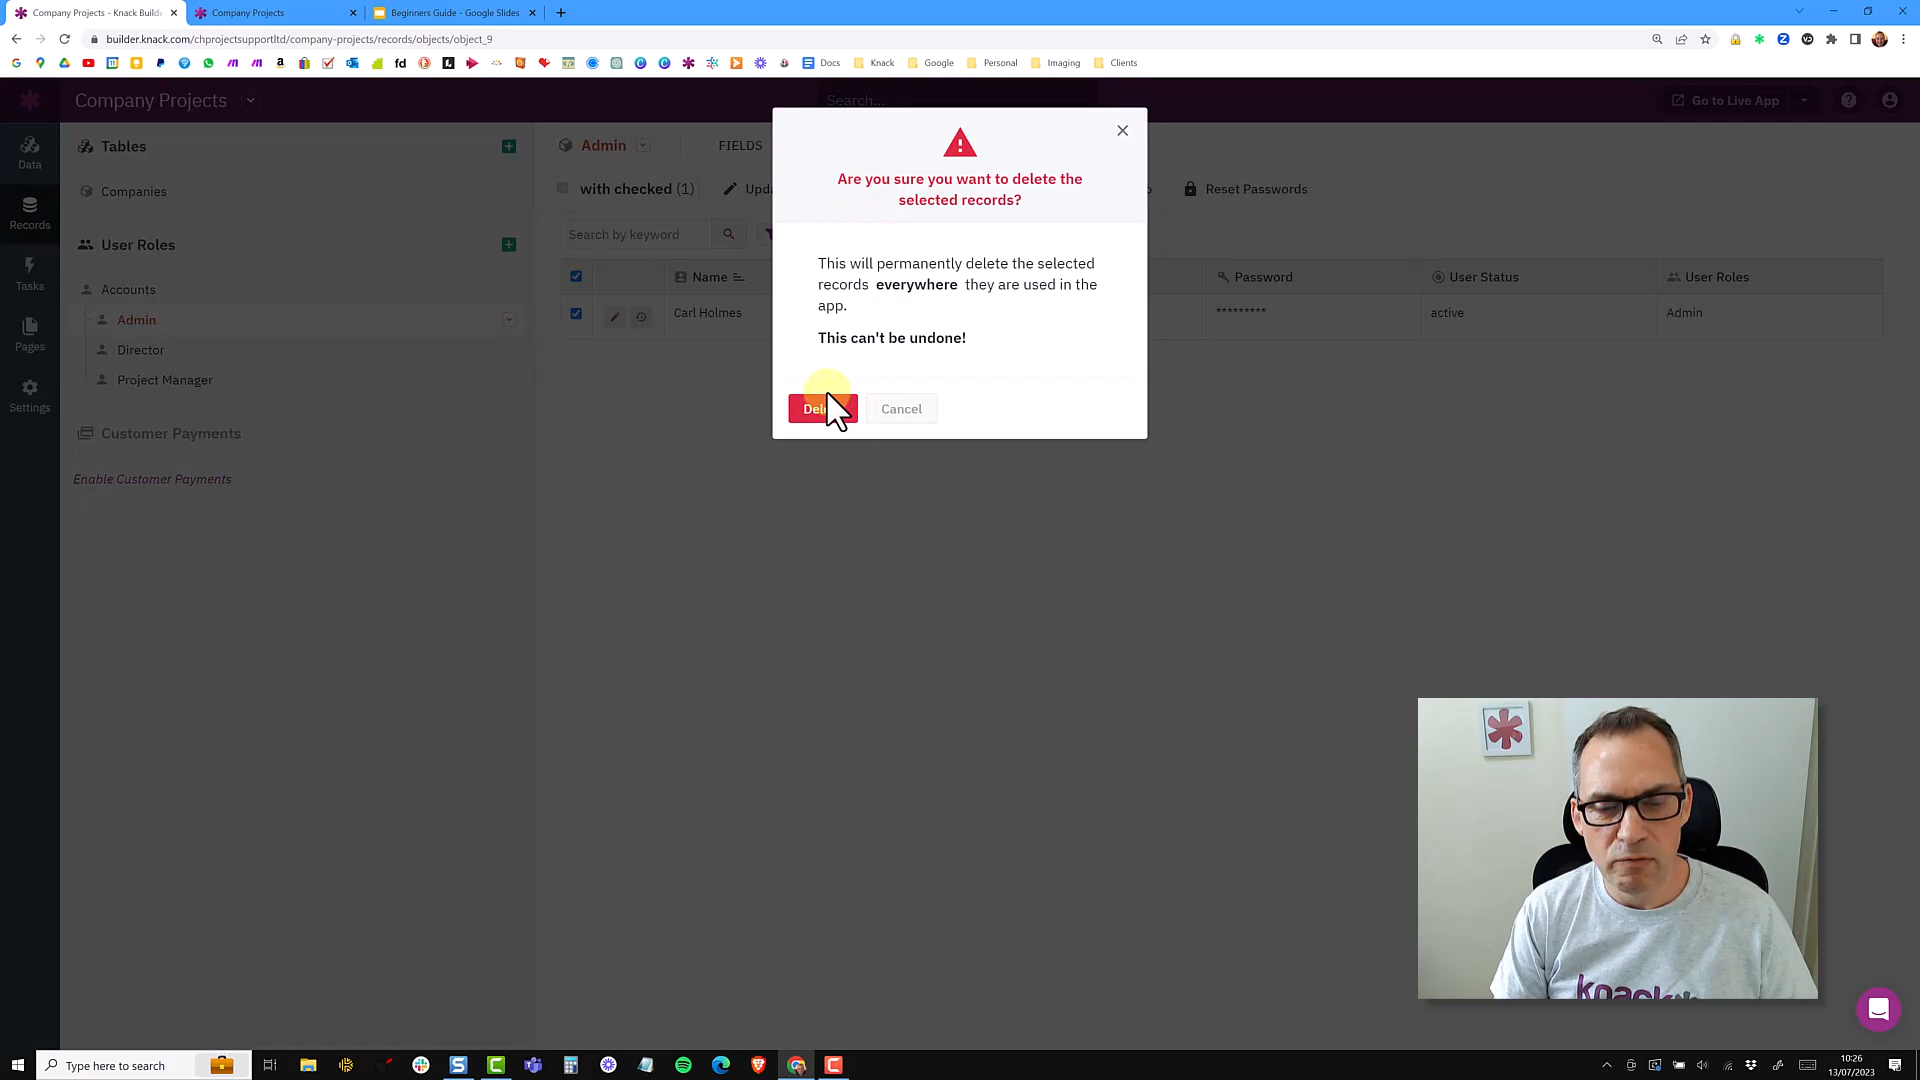 Company Projects - Knack Builde
Company Projects
Beginners Guide - Google Slides
builder.knack.com/chprojectsupportltd/company-projects/records/objects/object_9
fd
Docs
Knack
Google
Personal
Imaging
Clients
Company Projects
Search...
Go to Live App
Data
Records
Tasks
Pages
Settings
Tables
Companies
User Roles
Accounts
Admin
Director
Project Manager
Customer Payments
Enable Customer Payments
Admin
FIELDS
with checked (1)
Upda
Reset Passwords
Search by keyword
Name
Password
User Status
User Roles
Carl Holmes
*********
active
Admin
Are you sure you want to delete the
selected records?
This will permanently delete the selected
records everywhere they are used in the
app.
This can't be undone!
Cancel
knack
Type here to search
10:26
13/07/2023